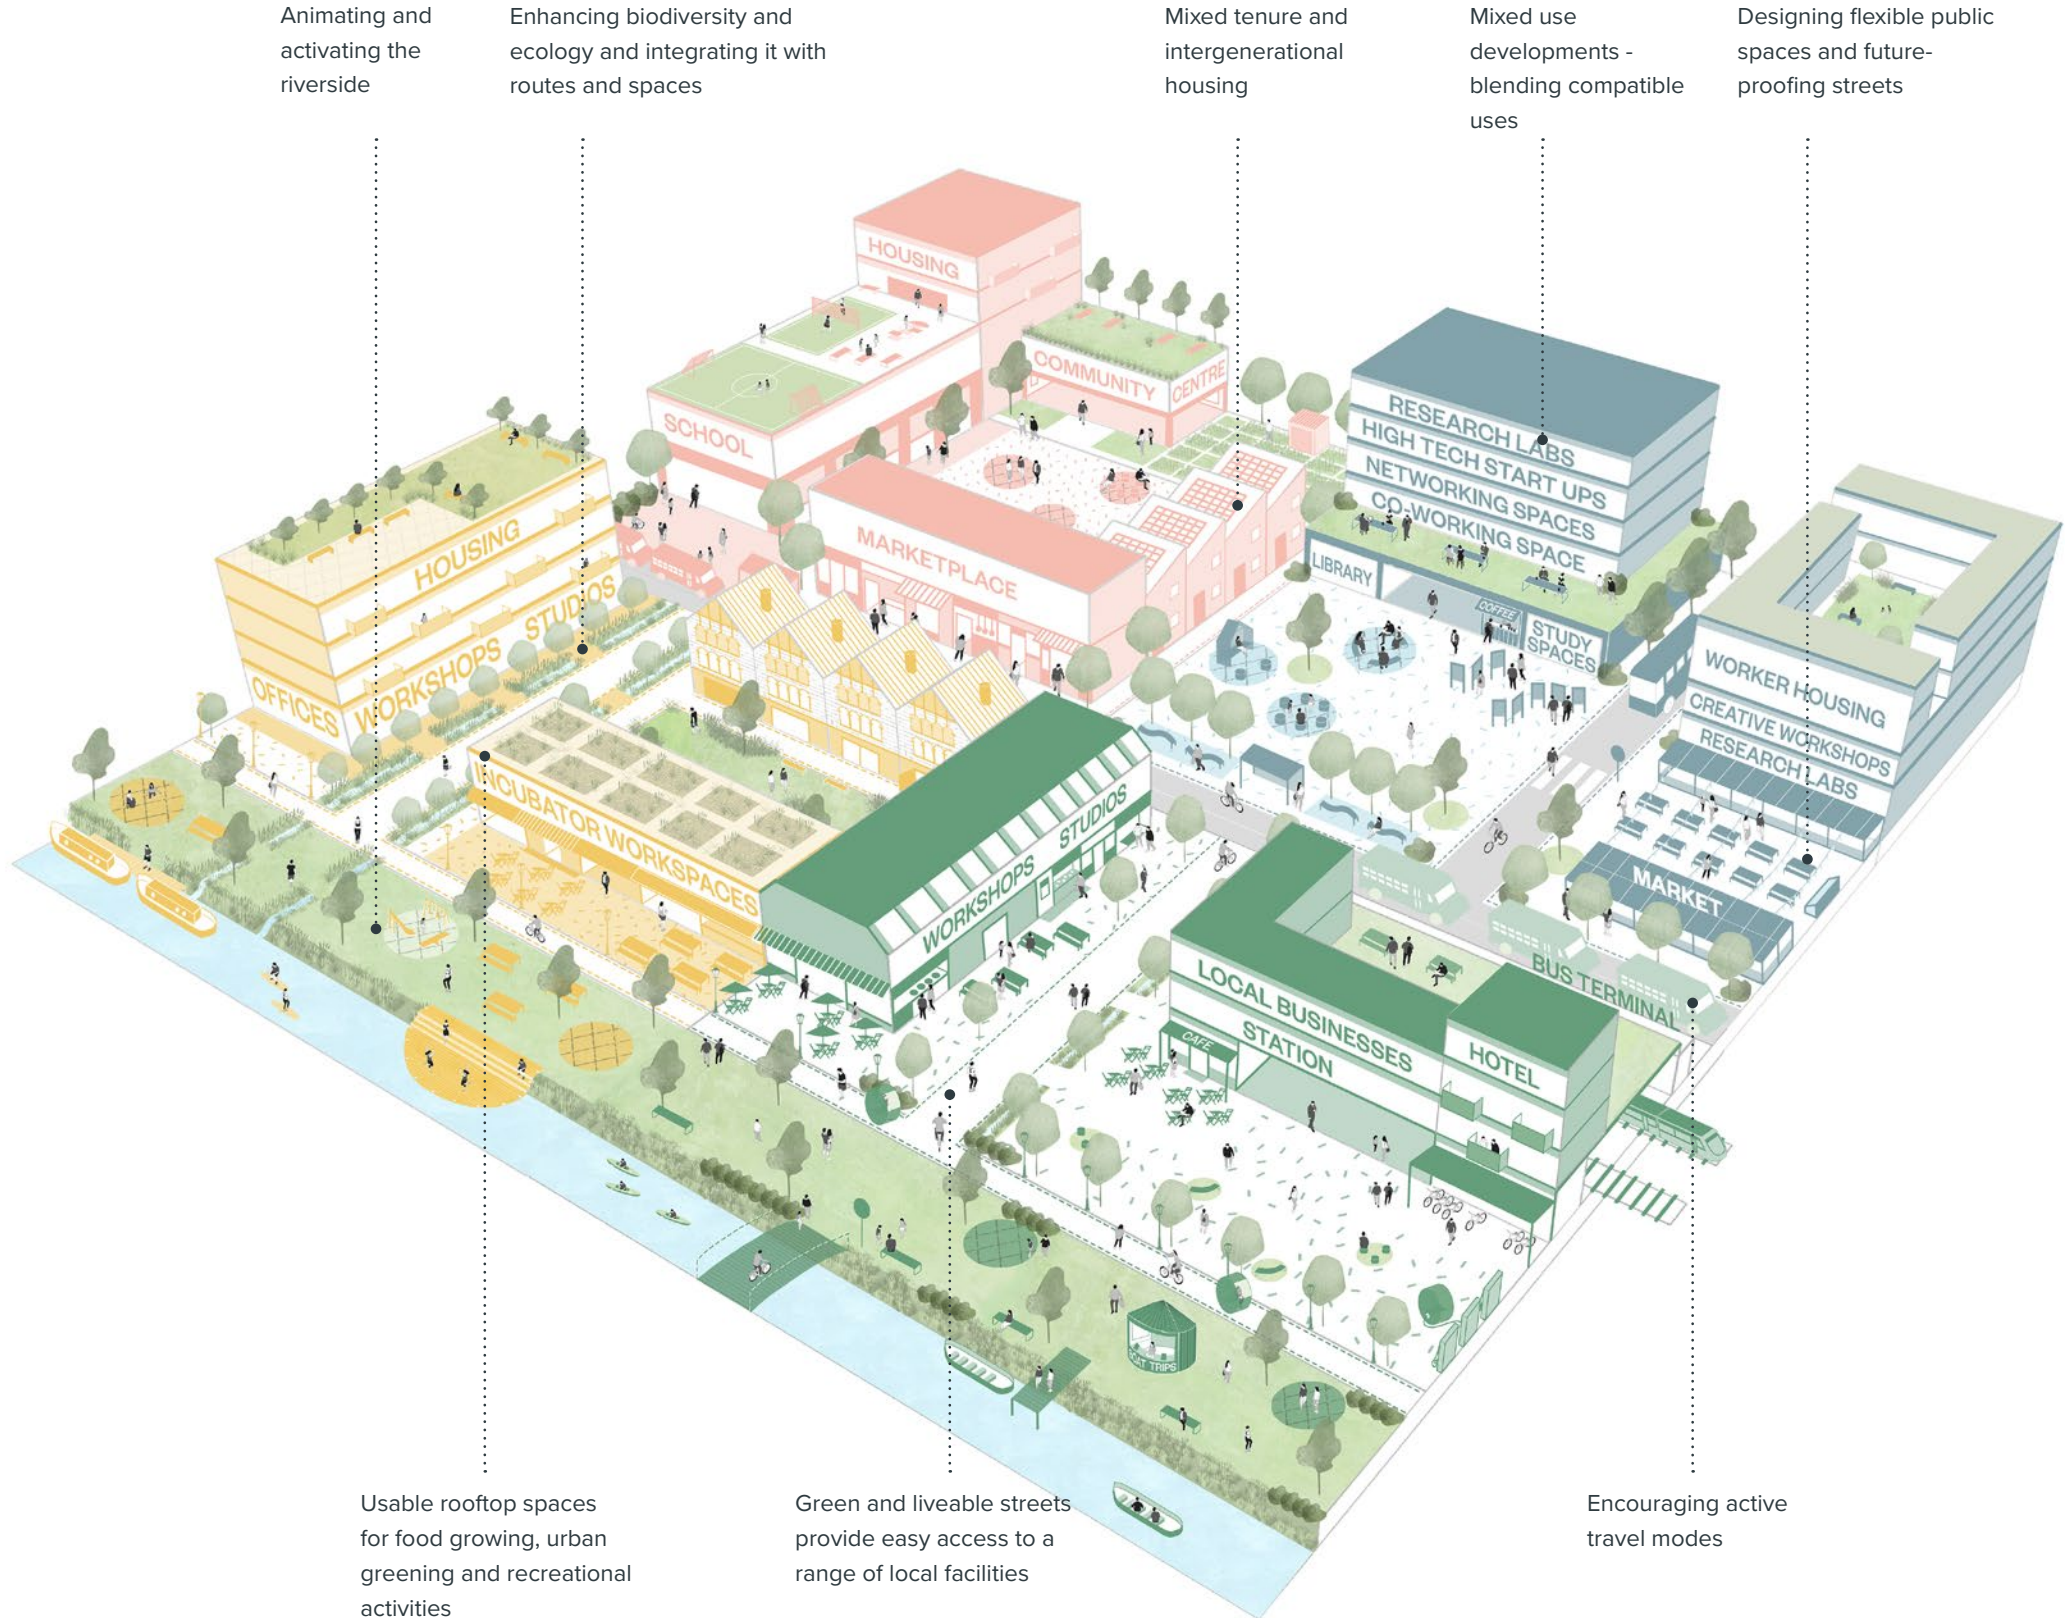 Animating and
activating the
riverside
Enhancing biodiversity and
ecology and integrating it with
routes and spaces
Mixed tenure and
intergenerational
housing
Mixed use
developments -
blending compatible
uses
Designing flexible public
spaces and future-
proofing streets
HOUSING
COMMUNITY CENTRE
SCHOOL
MARKETPLACE
RESEARCH LABS
HIGH TECH START UPS
NETWORKING SPACES
CO-WORKING SPACE
LIBRARY
COFFEE
STUDY
SPACES
HOUSING
OFFICES
WORKSHOPS STUDIOS
WORKER HOUSING
CREATIVE WORKSHOPS
RESEARCH LABS
MARKET
INCUBATOR WORKSPACES
WORKSHOPS STUDIOS
BUS TERMINAL
LOCAL BUSINESSES
STATION
CAFE
HOTEL
TRIPS
Usable rooftop spaces
for food growing, urban
greening and recreational
activities
Green and liveable streets
provide easy access to a
range of local facilities
Encouraging active
travel modes